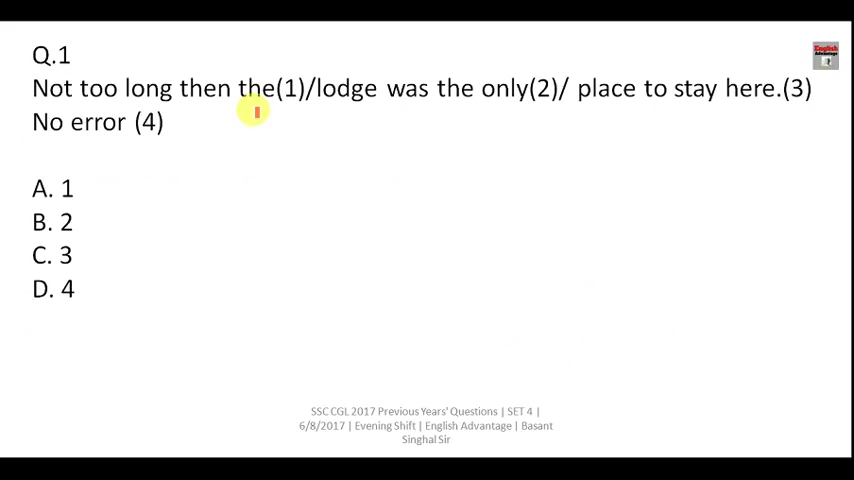 Q.1
English
Advantage
Not too long then the(1)/lodge was the only(2)/ place to stay here.(3)
No error (4)
A. 1
B. 2
C. 3
D. 4
SSC CGL 2017 Previous Years' Questions | SET 4 |
6/8/2017 | Evening Shift | English Advantage | Basant
Singhal Sir